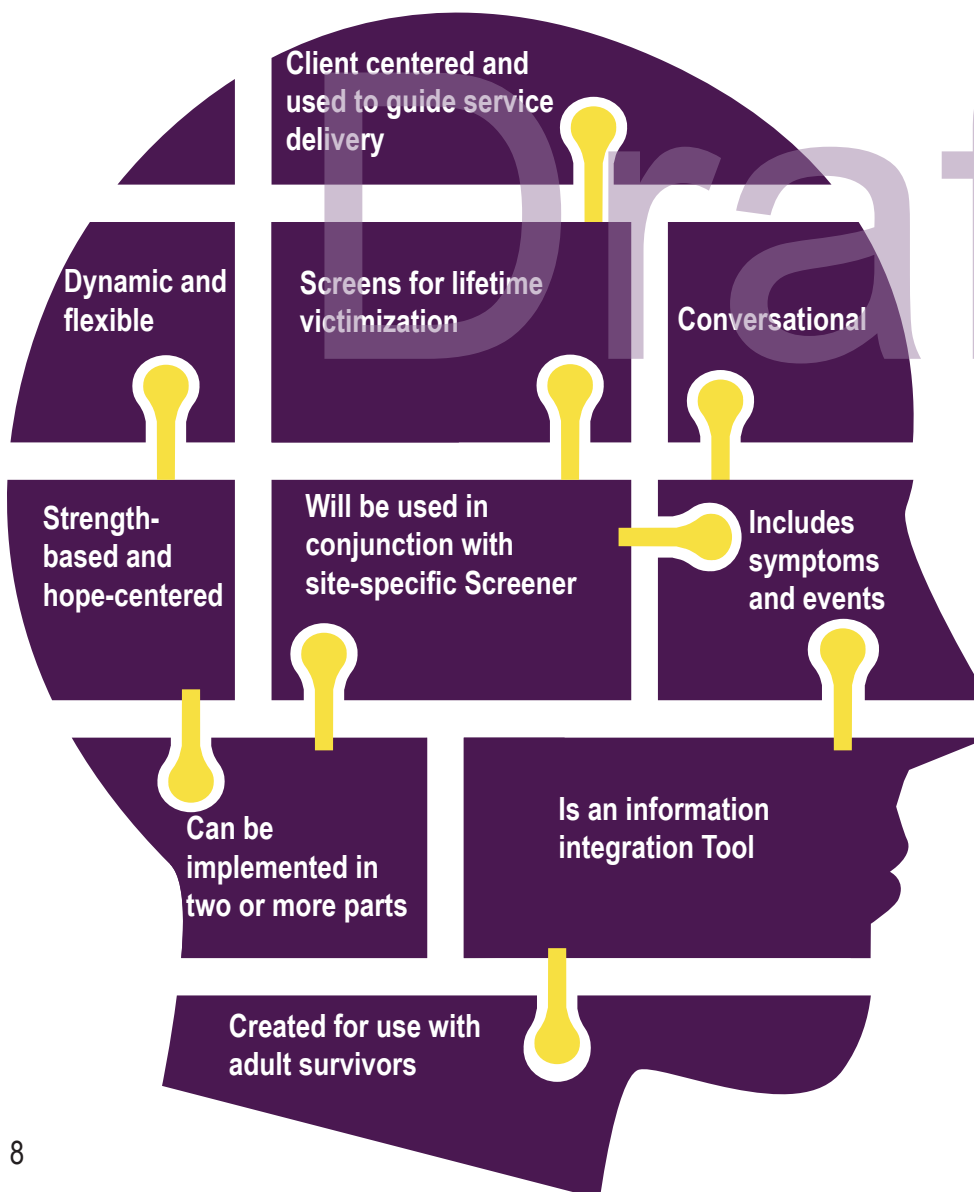 Client centered and
used to guide service
delivery
Dynamic and
flexible
Screens for lifetime
victimization
Conversational
Strength-
based and
hope-centered
Will be used in
conjunction with
site-specific Screener
Includes
symptoms
and events
Can be
implemented in
two or more parts
Is an information
integration Tool
Created for use with
adult survivors
8